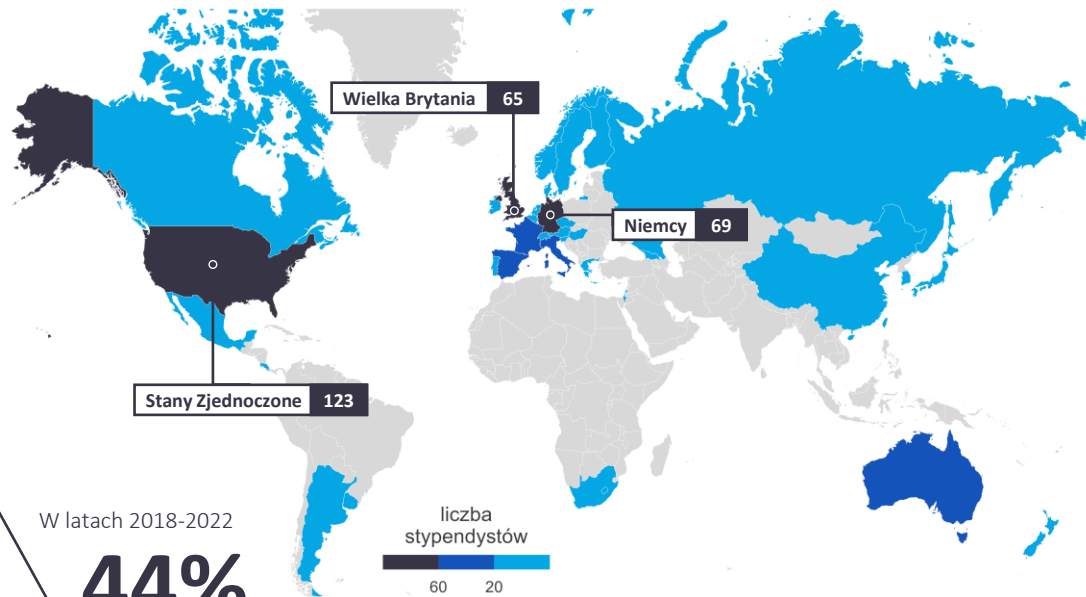 Wielka Brytania 65
Niemcy 69
Stany Zjednoczone 123
W latach 2018-2022
44%
liczba
stypendystów
60 20